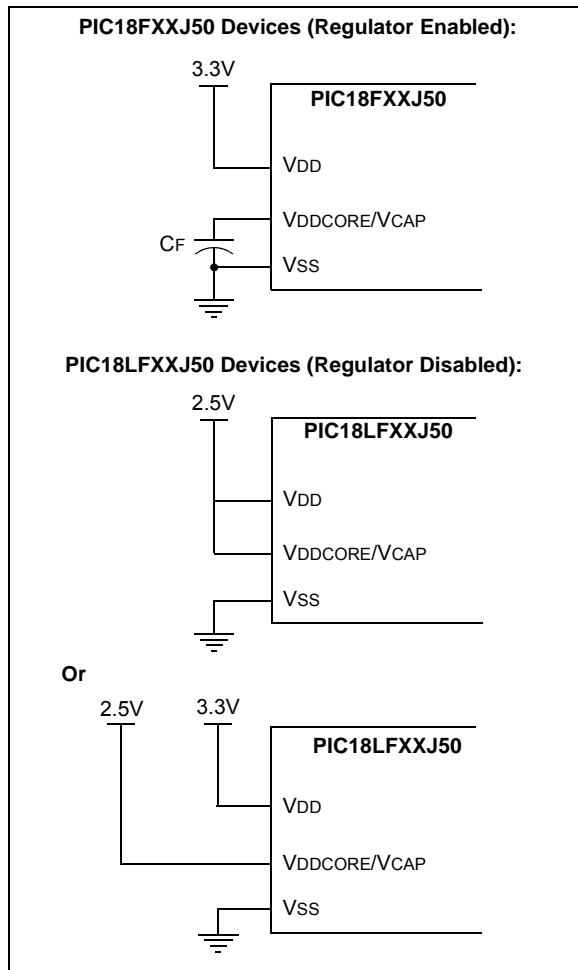 PIC18FXXJ50 Devices (Regulator Enabled):
3.3V
PIC18FXXJ50
VDD
VDDCORE/VCAP
CF
VSS
PIC18LFXXJ50 Devices (Regulator Disabled):
2.5V
PIC18LFXXJ50
VDD
VDDCORE/VCAP
VSS
Or
2.5V 3.3V
PIC18LFXXJ50
VDD
VDDCORE/VCAP
VSS